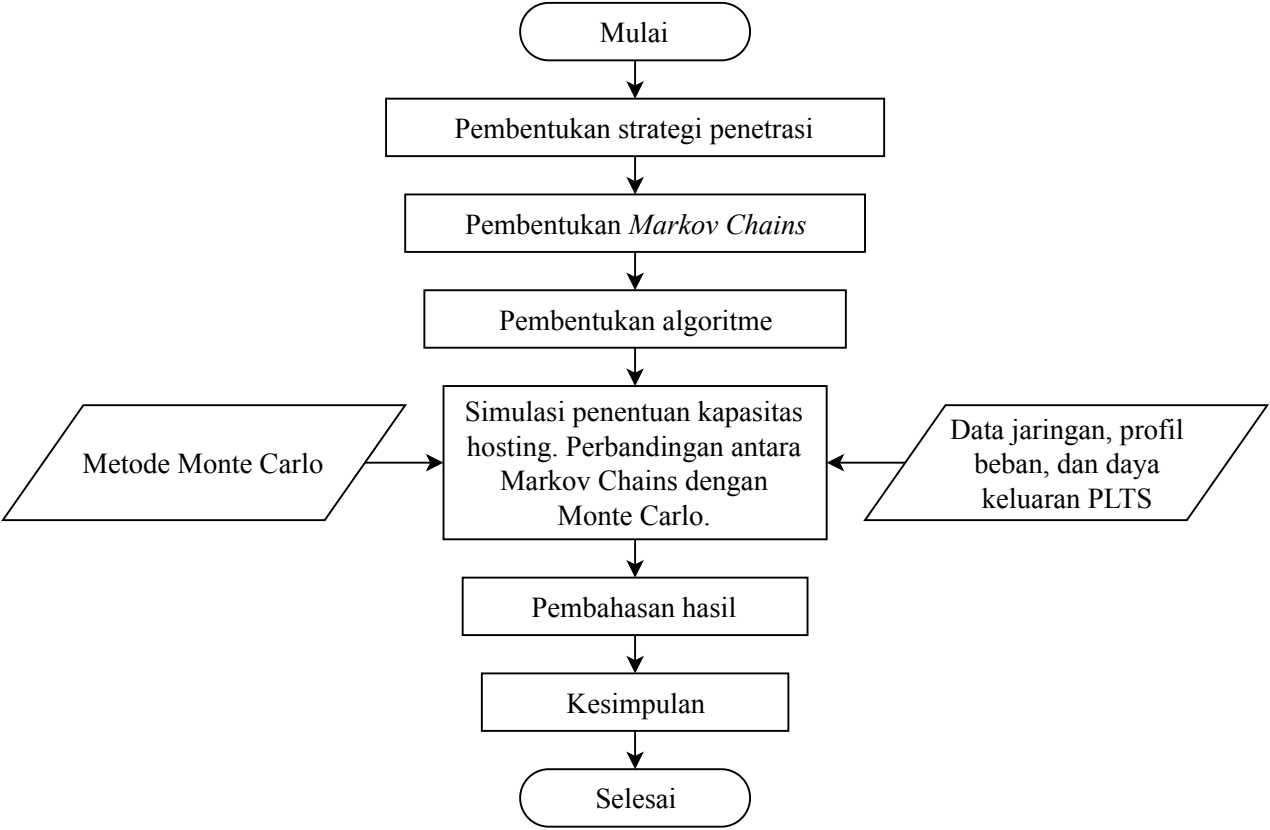 Mulai
Pembentukan strategi penetrasi
Pembentukan Markov Chains
Pembentukan algoritme
Metode Monte Carlo
Simulasi penentuan kapasitas
hosting. Perbandingan antara
Markov Chains dengan
Monte Carlo.
Data jaringan, profil
beban, dan daya
keluaran PLTS
Pembahasan hasil
Kesimpulan
Selesai